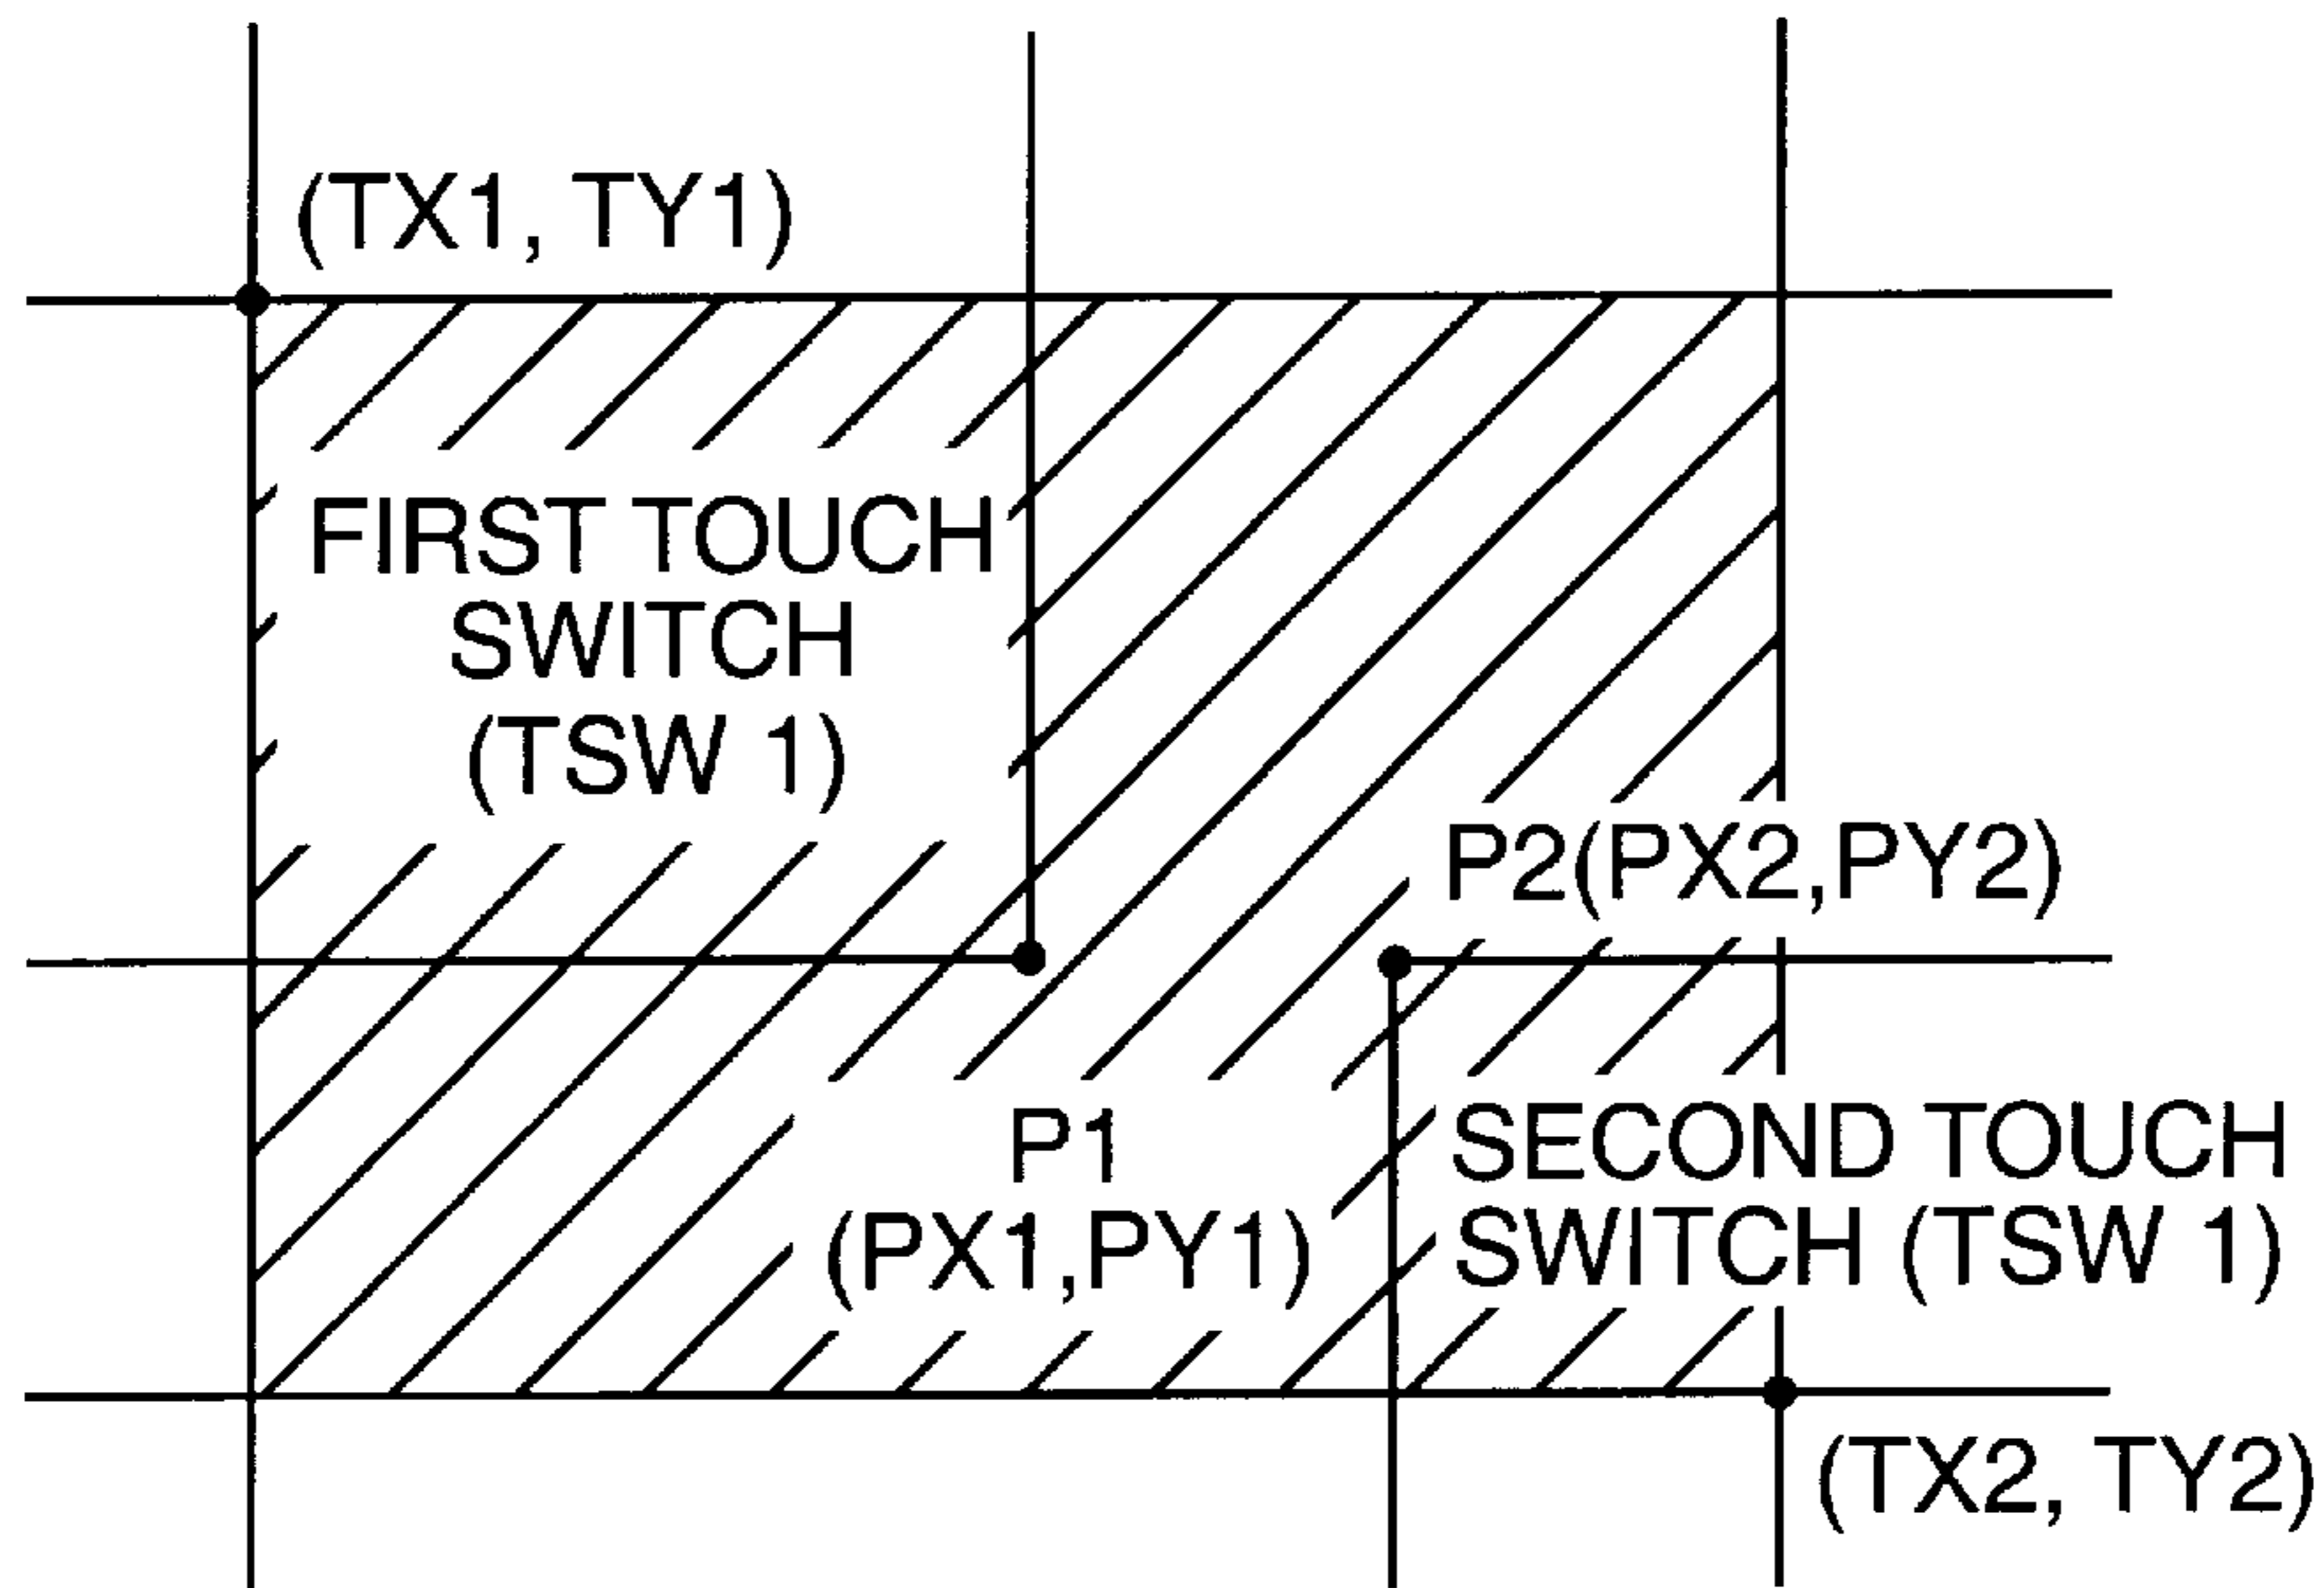 (TX1, TY1)
FIRST TOUCH
SWITCH
(TSW 1)
P2(PX2,PY2)
P1
(PX1,PY1)
SECOND TOUCH
SWITCH (TSW 1)
(TX2, TY2)